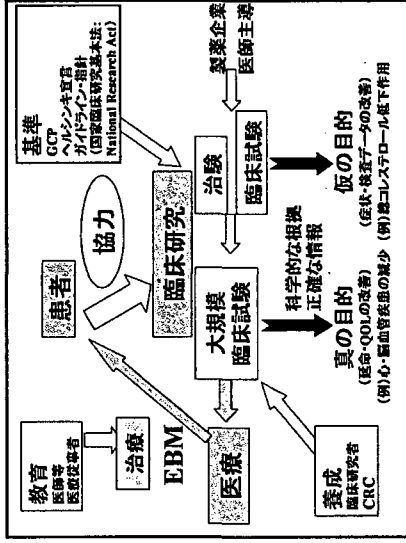 教育
医師等
医療従事者
治療
EBM
医療
養成
臨床研究者
CRC
患者
協力
臨床研究
大規模
臨床試験
治験
臨床試験
科学的な根拠
正確な情報
真の目的
(延命・QOLの改善)
(例)心・脳血管疾患の減少
仮の目的
(症状・検査データの改善)
(例)総コレステロール低下作用
基準
GCP
ヘルシンキ宣言
ガイドライン・指針
(国家臨床研究基本法:
National Research Act)
製薬企業
医師主導